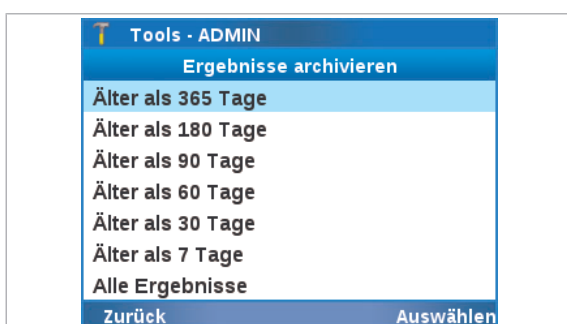 Tools - ADMIN
Ergebnisse archivieren
Älter als 365 Tage
Älter als 180 Tage
Älter als 90 Tage
Älter als 60 Tage
Älter als 30 Tage
Älter als 7 Tage
Alle Ergebnisse
Zurück Auswählen